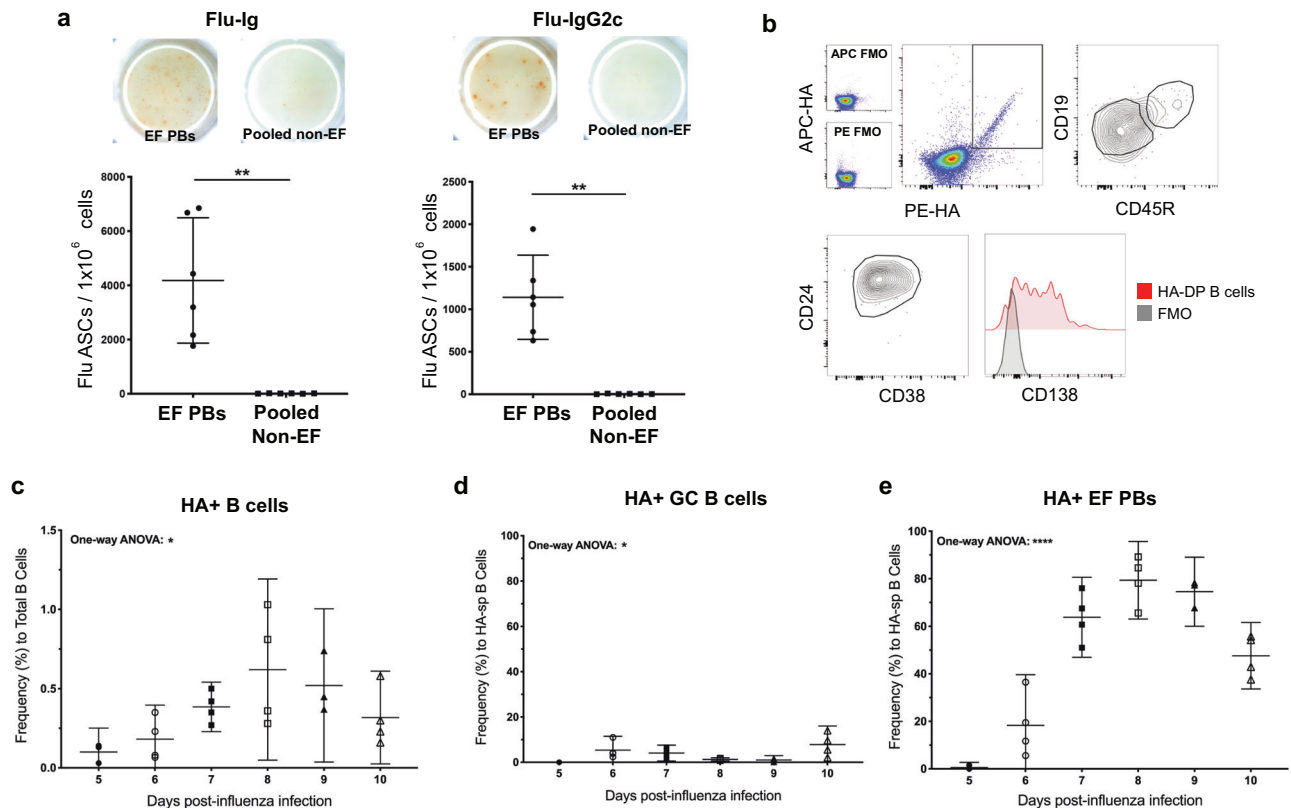 a
Flu-Ig
Flu-IgG2c
EF PBs
Pooled non-EF
EF PBs
Pooled non-EF
Flu ASCs / 1x10⁶ cells
8000
6000
4000
2000
0
**
EF PBs
Pooled
Non-EF
Flu ASCs / 1x10⁶ cells
2500
2000
1500
1000
500
0
**
EF PBs
Pooled
Non-EF
b
APC FMO
PE FMO
APC-HA
PE-HA
CD19
CD45R
CD24
CD38
CD138
HA-DP B cells
FMO
c
HA+ B cells
One-way ANOVA: *
Frequency (%) to Total B Cells
1.5
1.0
0.5
0.0
5 6 7 8 9 10
Days post-influenza infection
d
HA+ GC B cells
One-way ANOVA: *
Frequency (%) to HA-sp B Cells
100
80
60
40
20
0
5 6 7 8 9 10
Days post-influenza infection
e
HA+ EF PBs
One-way ANOVA: ****
Frequency (%) to HA-sp B Cells
100
80
60
40
20
0
5 6 7 8 9 10
Days post-influenza infection